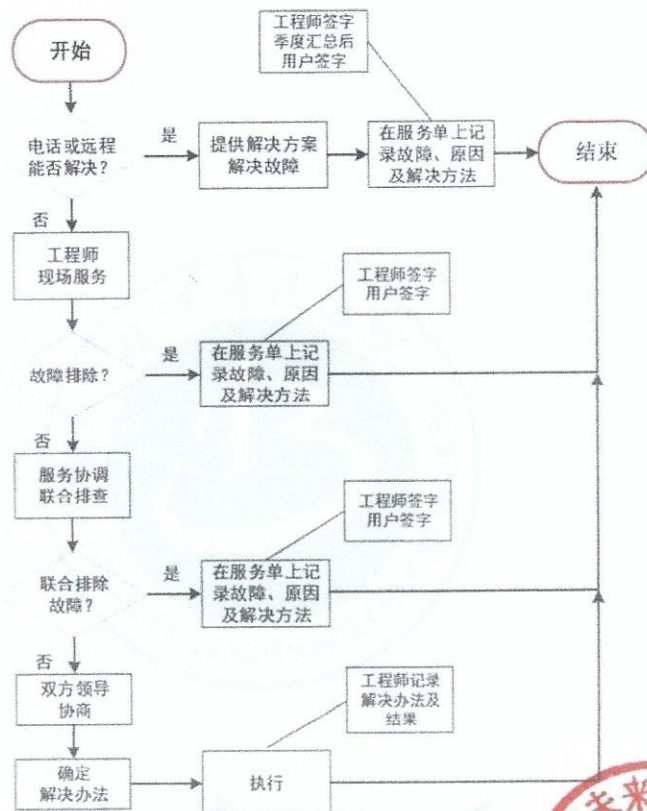 开始
工程师签字
季度汇总后
用户签字
电话或远程
能否解决？
是
提供解决方案
解决故障
在服务单上记
录故障、原因
及解决方法
结束
否
工程师
现场服务
工程师签字
用户签字
故障排除？
是
在服务单上记
录故障、原因
及解决方法
否
服务协调
联合排查
工程师签字
用户签字
联合排除
故障？
是
在服务单上记
录故障、原因
及解决方法
否
双方领导
协商
工程师记录
解决办法及
结果
确定
解决办法
执行
未来